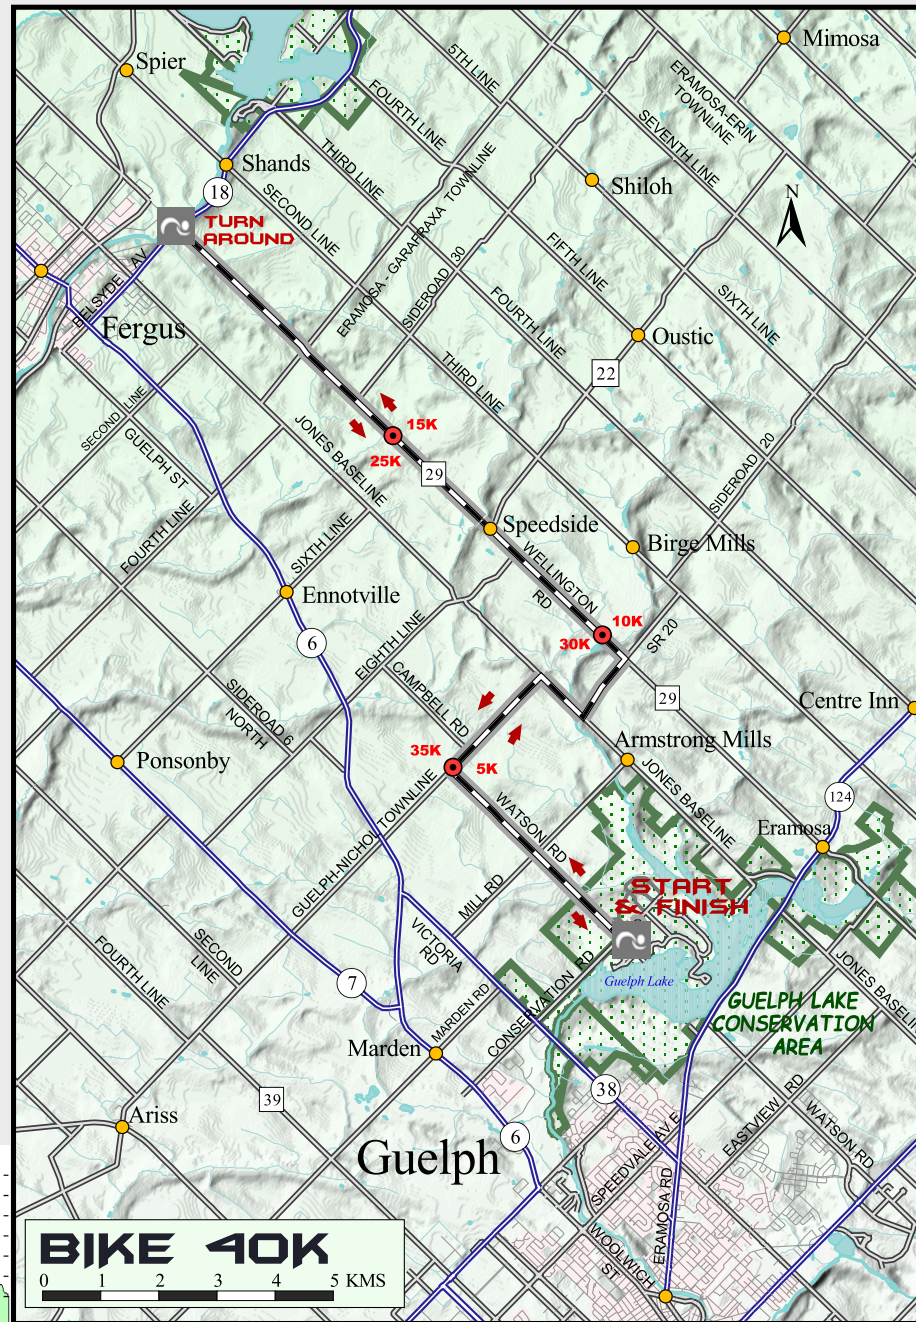 Mimosa
Spier
5TH LINE
ERAMOSA-ERIN
TOWNLINE
FOURTH LINE
SEVENTH LINE
THIRD LINE
Shands
18
SECOND LINE
Shiloh
N
TURN
AROUND
ERAMOSA - GARAFRAXA TOWNLINE
SIDEROAD 30
FIFTH LINE
BELSYDE AV
Fergus
FOURTH LINE
SIXTH LINE
Oustic
22
THIRD LINE
SECOND LINE
GUELPH ST
JONES BASELINE
15K
25K
29
SIDEROAD 20
FOURTH LINE
SIXTH LINE
Speedside
WELLINGTON
RD
Birge Mills
Ennotville
6
10K
30K
SR 20
EIGHTH LINE
CAMPBELL RD
SIDEROAD 6
NORTH
29
Centre Inn
Ponsonby
35K
5K
Armstrong Mills
JONES BASELINE
124
GUELPH-NICHOL TOWNLINE
WATSON RD
Eramosa
MILL RD
START
& FINISH
VICTORIA
RD
FOURTH LINE
SECOND
LINE
7
MARDEN RD
CONSERVATION RD
Guelph Lake
JONES BASELINE
GUELPH LAKE
CONSERVATION
AREA
Marden
39
38
Ariss
6
Guelph
SPEEDVALE AV E
EASTVIEW RD
WATSON RD
ERAMOSA RD
WOOLWICH
ST
BIKE 40K
0 1 2 3 4 5 KMS